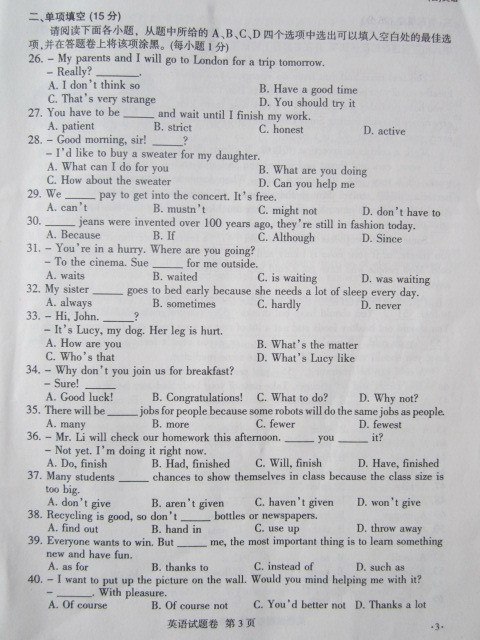 二、单项填空 (15 分)
请阅读下面各小题，从题中所给的 A、B、C、D 四个选项中选出可以填入空白处的最佳选
项,并在答题卷上将该项涂黑。(每小题 1 分)
26. – My parents and I will go to London for a trip tomorrow.
– Really? ______.
A. I don't think so B. Have a good time
C. That's very strange D. You should try it
27. You have to be ______ and wait until I finish my work.
A. patient B. strict C. honest D. active
28. – Good morning, sir! ______?
– I'd like to buy a sweater for my daughter.
A. What can I do for you B. What are you doing
C. How about the sweater D. Can you help me
29. We ______ pay to get into the concert. It's free.
A. can't B. mustn't C. might not D. don't have to
30. ______ jeans were invented over 100 years ago, they're still in fashion today.
A. Because B. If C. Although D. Since
31. – You're in a hurry. Where are you going?
– To the cinema. Sue ______ for me outside.
A. waits B. waited C. is waiting D. was waiting
32. My sister ______ goes to bed early because she needs a lot of sleep every day.
A. always B. sometimes C. hardly D. never
33. – Hi, John. ______?
– It's Lucy, my dog. Her leg is hurt.
A. How are you B. What's the matter
C. Who's that D. What's Lucy like
34. – Why don't you join us for breakfast?
– Sure! ______
A. Good luck! B. Congratulations! C. What to do? D. Why not?
35. There will be ______ jobs for people because some robots will do the same jobs as people.
A. many B. more C. fewer D. fewest
36. – Mr. Li will check our homework this afternoon. ______ you ______ it?
– Not yet. I'm doing it right now.
A. Do, finish B. Had, finished C. Will, finish D. Have, finished
37. Many students ______ chances to show themselves in class because the class size is
too big.
A. don't give B. aren't given C. haven't given D. won't give
38. Recycling is good, so don't ______ bottles or newspapers.
A. find out B. hand in C. use up D. throw away
39. Everyone wants to win. But ______ me, the most important thing is to learn something
new and have fun.
A. as for B. thanks to C. instead of D. such as
40. – I want to put up the picture on the wall. Would you mind helping me with it?
– ______. With pleasure.
A. Of course B. Of course not C. You'd better not D. Thanks a lot
英语试题卷 第 3 页
·3·